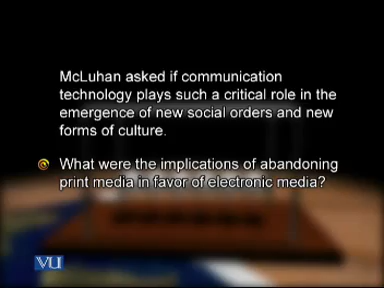 McLuhan asked if communication
technology plays such a critical role in the
emergence of new social orders and new
forms of culture.
What were the implications of abandoning
print media in favor of electronic media?
VU